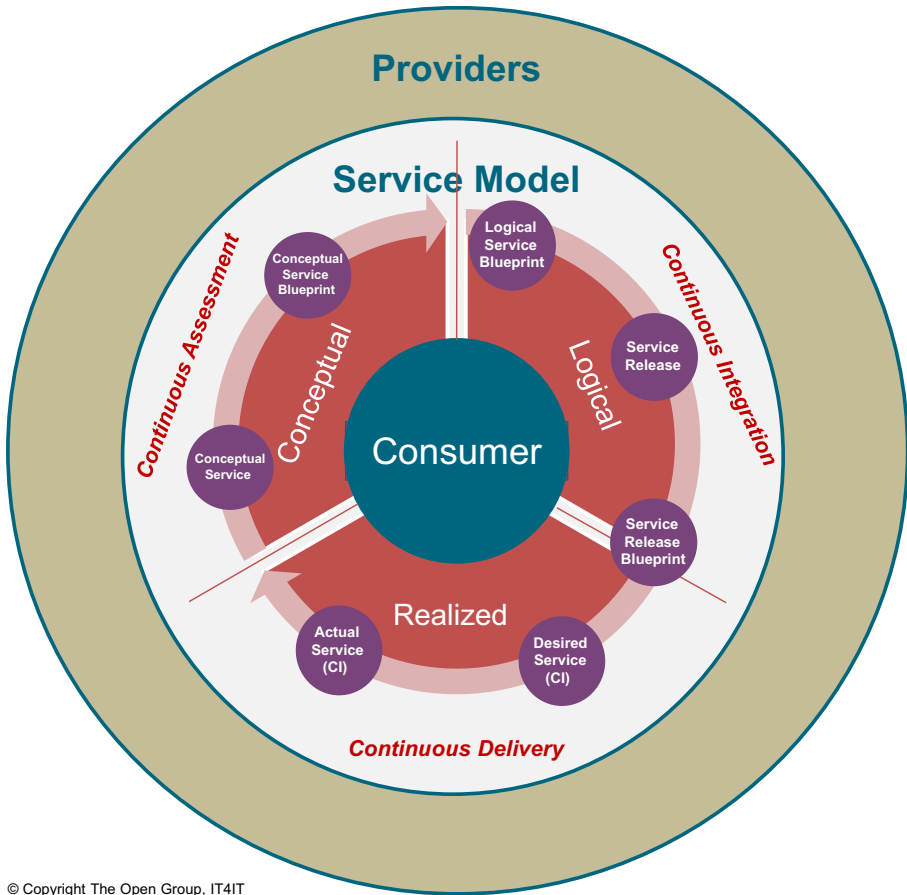 Providers
Service Model
Continuous Assessment
Conceptual
Service
Blueprint
Conceptual
Service
Conceptual
Logical
Service
Blueprint
Continuous Integration
Service
Release
Logical
Service
Release
Blueprint
Consumer
Realized
Actual
Service
(CI)
Desired
Service
(CI)
Continuous Delivery
© Copyright The Open Group, IT4IT